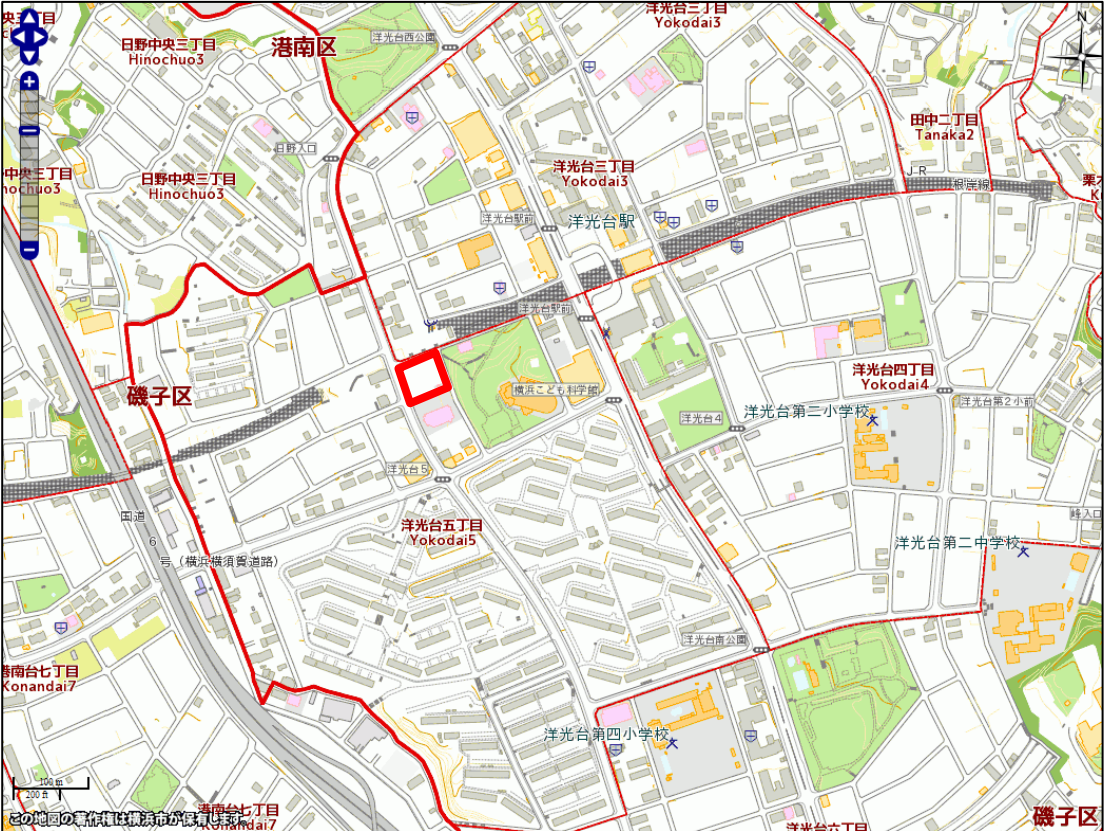 洋光台三丁目
Yokodai3
N
日野中央三丁目
Hinochuo3
港南区
洋光台西公園
田中二丁目
Tanaka2
日野入口
中央三丁目
nochuo3
日野中央三丁目
Hinochuo3
洋光台三丁目
Yokodai3
JR
根岸線
洋光台駅前
洋光台駅
洋光台駅前
磯子区
横浜こども科学館
洋光台四丁目
Yokodai4
洋光台第2小前
洋光台4
洋光台第二小学校
洋光台5
国道
6
号（横浜横須賀道路）
洋光台五丁目
Yokodai5
峰入口
洋光台第二中学校
洋光台南公園
港南台七丁目
Konandai7
洋光台第四小学校
100 m
200 ft
港南台七丁目
Konandai7
この地図の著作権は横浜市が保有します
洋光台六丁目
磯子区